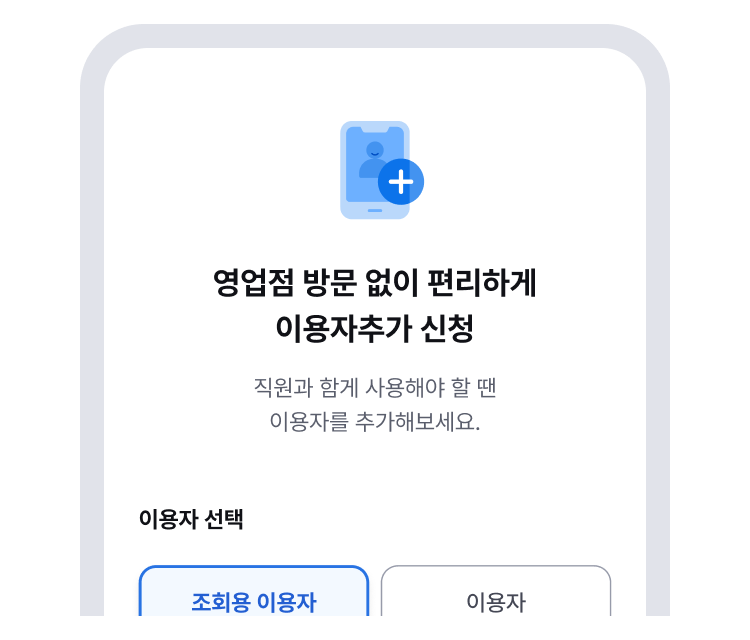 영업점 방문 없이 편리하게
이용자추가 신청
직원과 함께 사용해야 할 땐
이용자를 추가해보세요.
이용자 선택
조회용 이용자
이용자